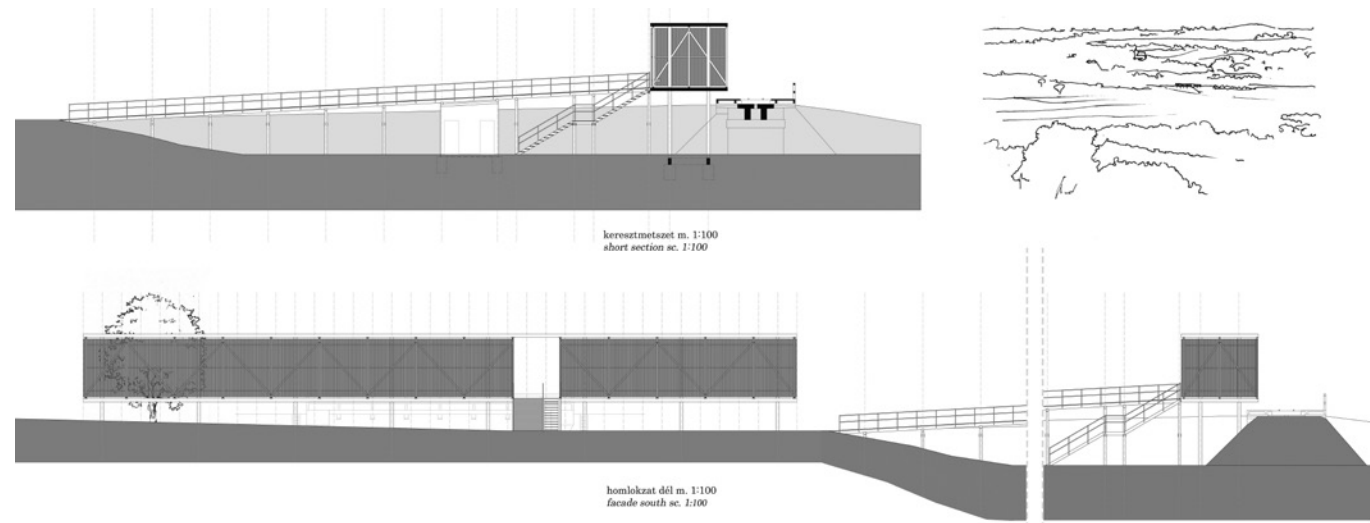 keresztmetszet m. 1:100
short section sc. 1:100
homlokzat dél m. 1:100
facade south sc. 1:100